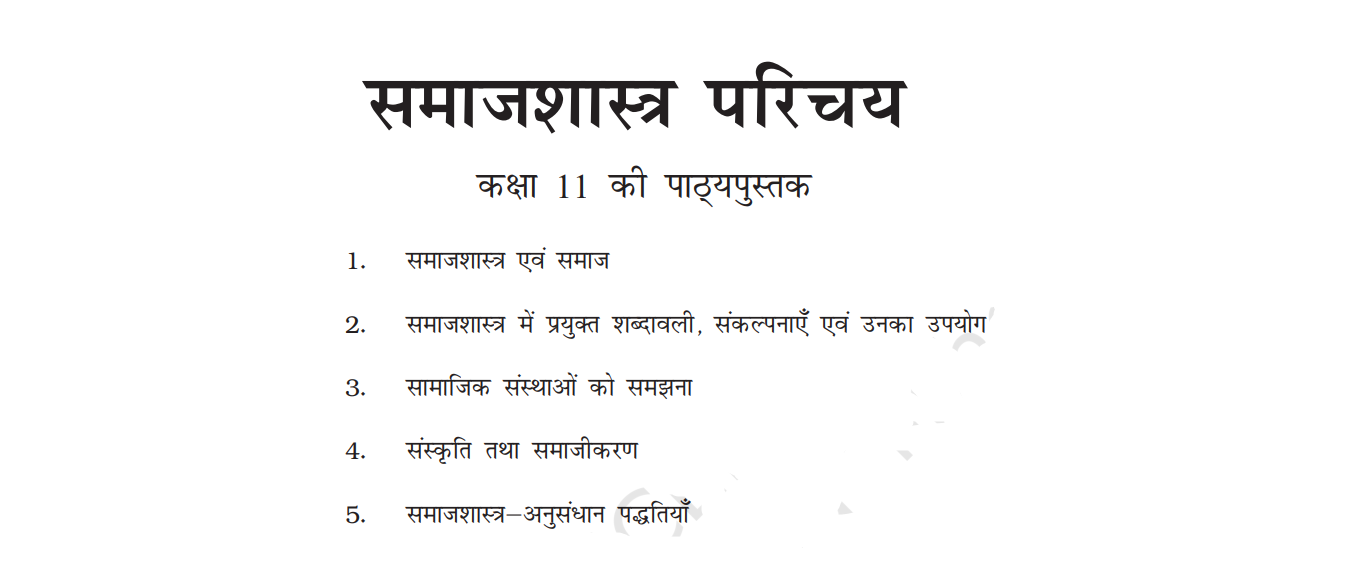 समाजशास्त्र परिचय
कक्षा 11 की पाठ्यपुस्तक
1. समाजशास्त्र एवं समाज
2. समाजशास्त्र में प्रयुक्त शब्दावली, संकल्पनाएँ एवं उनका उपयोग
3. सामाजिक संस्थाओं को समझना
4. संस्कृति तथा समाजीकरण
5. समाजशास्त्र–अनुसंधान पद्धतियाँ